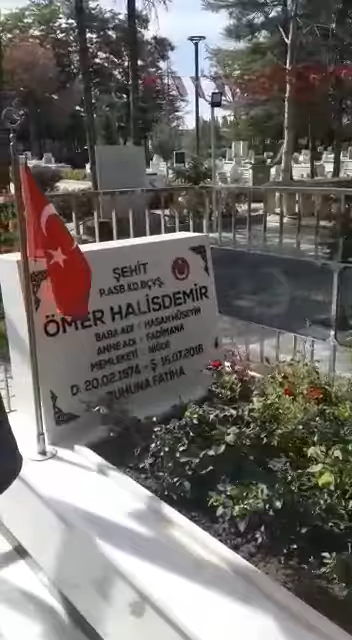 ŞEHİT
P.ASB.KD.BÇVŞ.
ÖMER HALİSDEMİR
BABA ADI : HASAN HÜSEYİN
ANNE ADI : FADİMANA
MEMLEKETİ : NİĞDE
D. 20.02.1974 - Ş. 16.07.2016
RUHUNA FATİHA